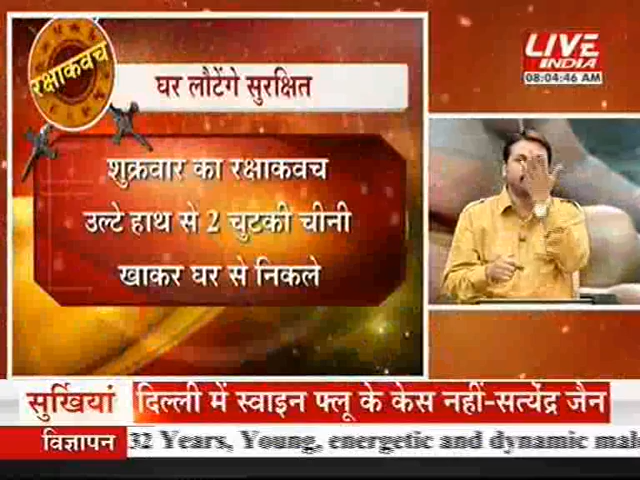 रक्षाकवच
घर लौटेंगे सुरक्षित
LIVE
INDIA
08:04:46 AM
शुक्रवार का रक्षाकवच
उल्टे हाथ से 2 चुटकी चीनी
खाकर घर से निकले
सुर्खियां दिल्ली में स्वाइन फ्लू के केस नहीं-सत्येंद्र जैन
विज्ञापन 32 Years, Young, energetic and dynamic mal